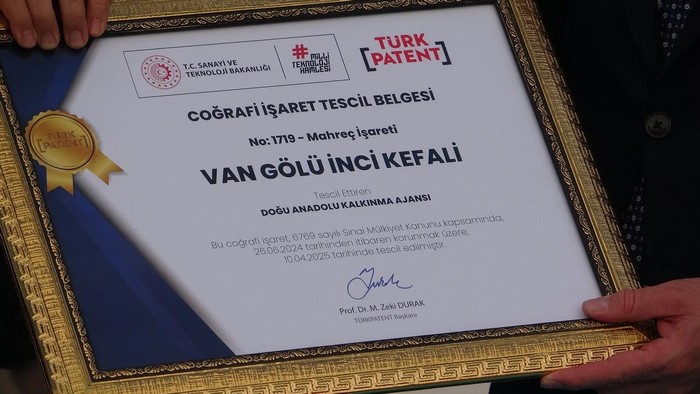 T.C. SANAYİ VE
TEKNOLOJİ BAKANLIĞI
# MİLLİ
TEKNOLOJİ
HAMLESİ
TÜRK
PATENT
COĞRAFİ İŞARET TESCİL BELGESİ
No: 1719 - Mahreç İşareti
VAN GÖLÜ İNCİ KEFALİ
TÜRK
PATENT
Tescil Ettiren
DOĞU ANADOLU KALKINMA AJANSI
Bu coğrafi işaret, 6769 sayılı Sınai Mülkiyet Kanunu kapsamında,
26.06.2024 tarihinden itibaren korunmak üzere,
10.04.2025 tarihinde tescil edilmiştir.
Prof. Dr. M. Zeki DURAK
TÜRKPATENT Başkanı